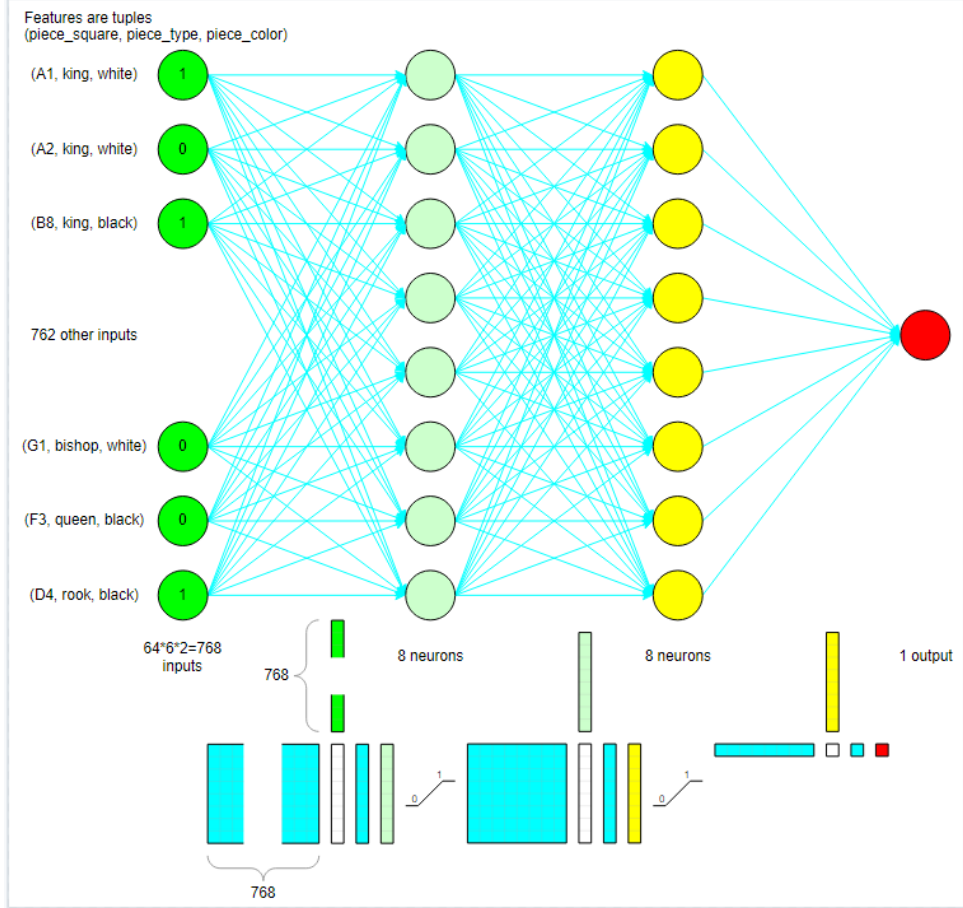 Features are tuples
(piece_square, piece_type, piece_color)
(A1, king, white)
1
(A2, king, white)
0
(B8, king, black)
1
762 other inputs
(G1, bishop, white)
0
(F3, queen, black)
0
(D4, rook, black)
1
64*6*2=768
inputs
8 neurons
8 neurons
1 output
768
0
1
0
1
768